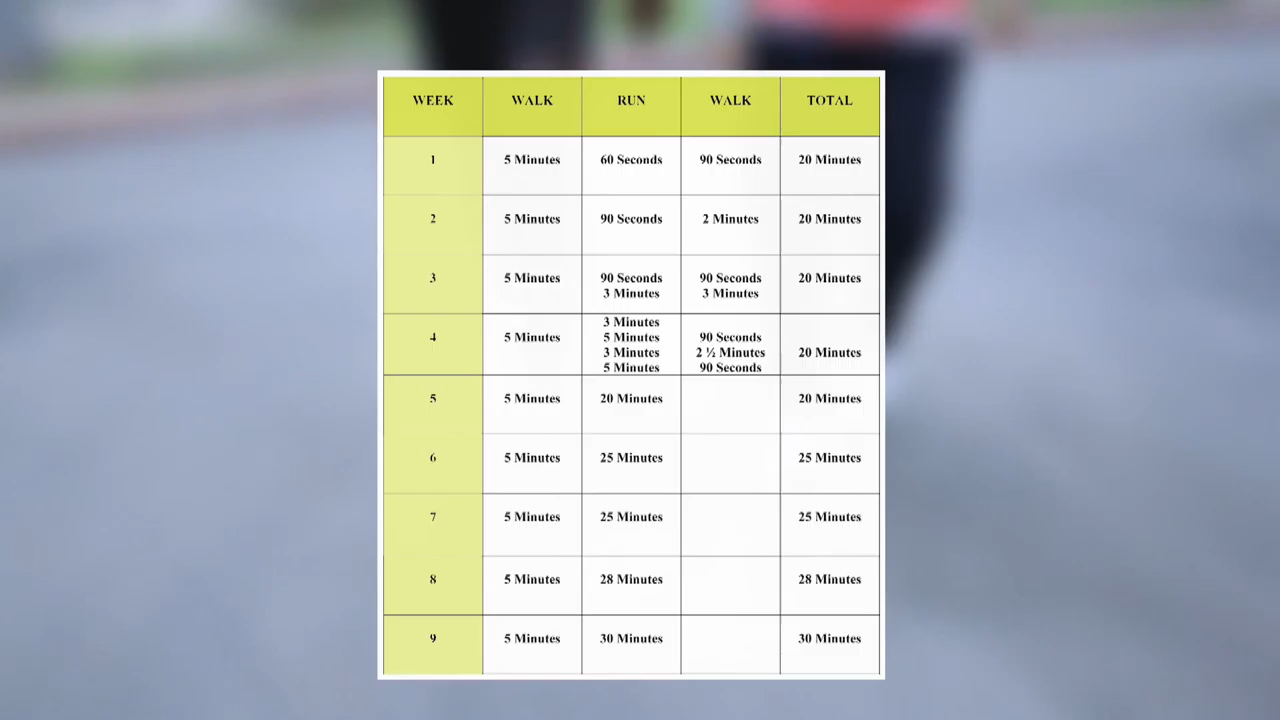 WEEK WALK RUN WALK TOTAL
1 5 Minutes 60 Seconds 90 Seconds 20 Minutes
2 5 Minutes 90 Seconds 2 Minutes 20 Minutes
3 5 Minutes 90 Seconds 90 Seconds 20 Minutes
3 Minutes 3 Minutes
3 Minutes
4 5 Minutes 5 Minutes 90 Seconds
3 Minutes 2 ½ Minutes 20 Minutes
5 Minutes 90 Seconds
5 5 Minutes 20 Minutes 20 Minutes
6 5 Minutes 25 Minutes 25 Minutes
7 5 Minutes 25 Minutes 25 Minutes
8 5 Minutes 28 Minutes 28 Minutes
9 5 Minutes 30 Minutes 30 Minutes